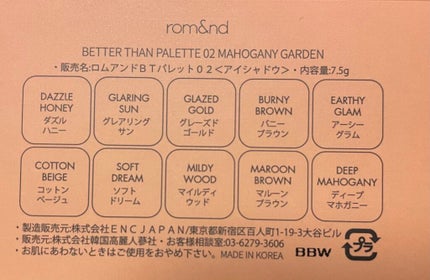 rom&nd
BETTER THAN PALETTE 02 MAHOGANY GARDEN
・販売名:ロムアンドBTパレット02<アイシャドウ>・内容量:7.5g
DAZZLE HONEY ダズル ハニー
GLARING SUN グレアリング サン
GLAZED GOLD グレーズド ゴールド
BURNY BROWN バニー ブラウン
EARTHY GLAM アーシー グラム
COTTON BEIGE コットン ベージュ
SOFT DREAM ソフト ドリーム
MILDY WOOD マイルディ ウッド
MAROON BROWN マルーン ブラウン
DEEP MAHOGANY ディープ マホガニー
・製造販売元:株式会社ENCJAPAN/東京都新宿区百人町1-19-3大谷ビル
・販売元:株式会社韓国高麗人蔘社・お客様相談室:03-6279-3606
・お肌にあわないときはご使用をおやめ下さい。 MADE IN KOREA BBW プラ